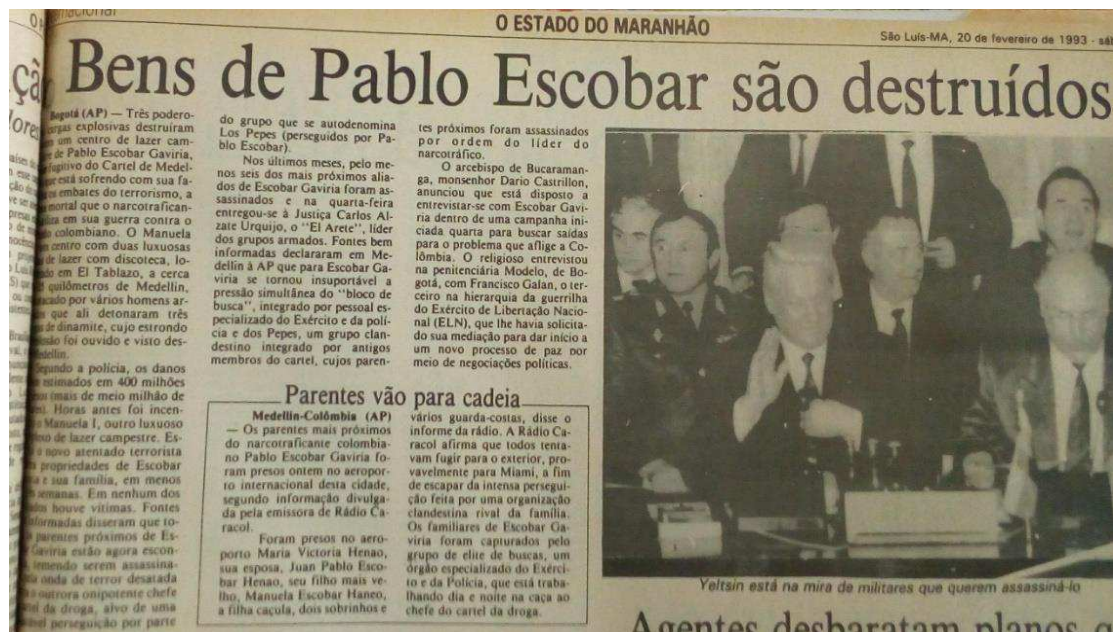 O ESTADO DO MARANHÃO
São Luís-MA, 20 de fevereiro de 1993 - sáb
Bens de Pablo Escobar são destruídos
Bogotá (AP) — Três podero-
cargas explosivas destruíram
um centro de lazer cam-
de Pablo Escobar Gaviria,
fugitivo do Cartel de Medel-
que está sofrendo com sua fa-
os embates do terrorismo, a
mortal que o narcotrafican-
em sua guerra contra o
colombiano. O Manuela
centro com duas luxuosas
de lazer com discoteca, lo-
do em El Tablazo, a cerca
quilômetros de Medellin,
cado por vários homens ar-
que ali detonaram três
de dinamite, cujo estrondo
são foi ouvido e visto des-
Medellin.
Segundo a polícia, os danos
estimados em 400 milhões
(mais de meio milhão de
Horas antes foi incen-
o Manuela I, outro luxuoso
de lazer campestre. Es-
novo atentado terrorista
propriedades de Escobar
e sua família, em menos
semanas. Em nenhum dos
houve vítimas. Fontes
formadas disseram que to-
parentes próximos de Es-
Gaviria estão agora escon-
temendo serem assassina-
onda de terror desatada
outrora onipotente chefe
da droga, alvo de uma
perseguição por parte
do grupo que se autodenomina
Los Pepes (perseguidos por Pa-
blo Escobar).
Nos últimos meses, pelo me-
nos seis dos mais próximos alia-
dos de Escobar Gaviria foram as-
sassinados e na quarta-feira
entregou-se à Justiça Carlos Al-
zate Urquijo, o "El Arete", líder
dos grupos armados. Fontes bem
informadas declararam em Me-
dellin à AP que para Escobar Ga-
viria se tornou insuportável a
pressão simultânea do "bloco de
busca", integrado por pessoal es-
pecializado do Exército e da polí-
cia e dos Pepes, um grupo clan-
destino integrado por antigos
membros do cartel, cujos paren-
tes próximos foram assassinados
por ordem do líder do
narcotráfico.
O arcebispo de Bucaraman-
ga, monsenhor Dario Castrillon,
anunciou que está disposto a
entrevistar-se com Escobar Gavi-
ria dentro de uma campanha ini-
ciada quarta para buscar saídas
para o problema que aflige a Co-
lômbia. O religioso entrevistou
na penitenciária Modelo, de Bo-
gotá, com Francisco Galan, o ter-
ceiro na hierarquia da guerrilha
do Exército de Libertação Nacio-
nal (ELN), que lhe havia solicita-
do sua mediação para dar início a
um novo processo de paz por
meio de negociações políticas.
Parentes vão para cadeia
Medellin-Colômbia (AP)
— Os parentes mais próximos
do narcotraficante colombia-
no Pablo Escobar Gaviria fo-
ram presos ontem no aeropor-
to internacional desta cidade,
segundo informação divulga-
da pela emissora de Rádio Ca-
racol.
Foram presos no aero-
porto Maria Victoria Henao,
sua esposa, Juan Pablo Esco-
bar Henao, seu filho mais ve-
lho, Manuela Escobar Haneo,
a filha caçula, dois sobrinhos e
vários guarda-costas, disse o
informe da rádio. A Rádio Ca-
racol afirma que todos tenta-
vam fugir para o exterior, pro-
vavelmente para Miami, a fim
de escapar da intensa persegui-
ção feita por uma organização
clandestina rival da família.
Os familiares de Escobar Ga-
viria foram capturados pelo
grupo de elite de buscas, um
órgão especializado do Exérci-
to e da Polícia, que está traba-
lhando dia e noite na caça ao
chefe do cartel da droga.
Yeltsin está na mira de militares que querem assassiná-lo
Agentes desbaratam planos